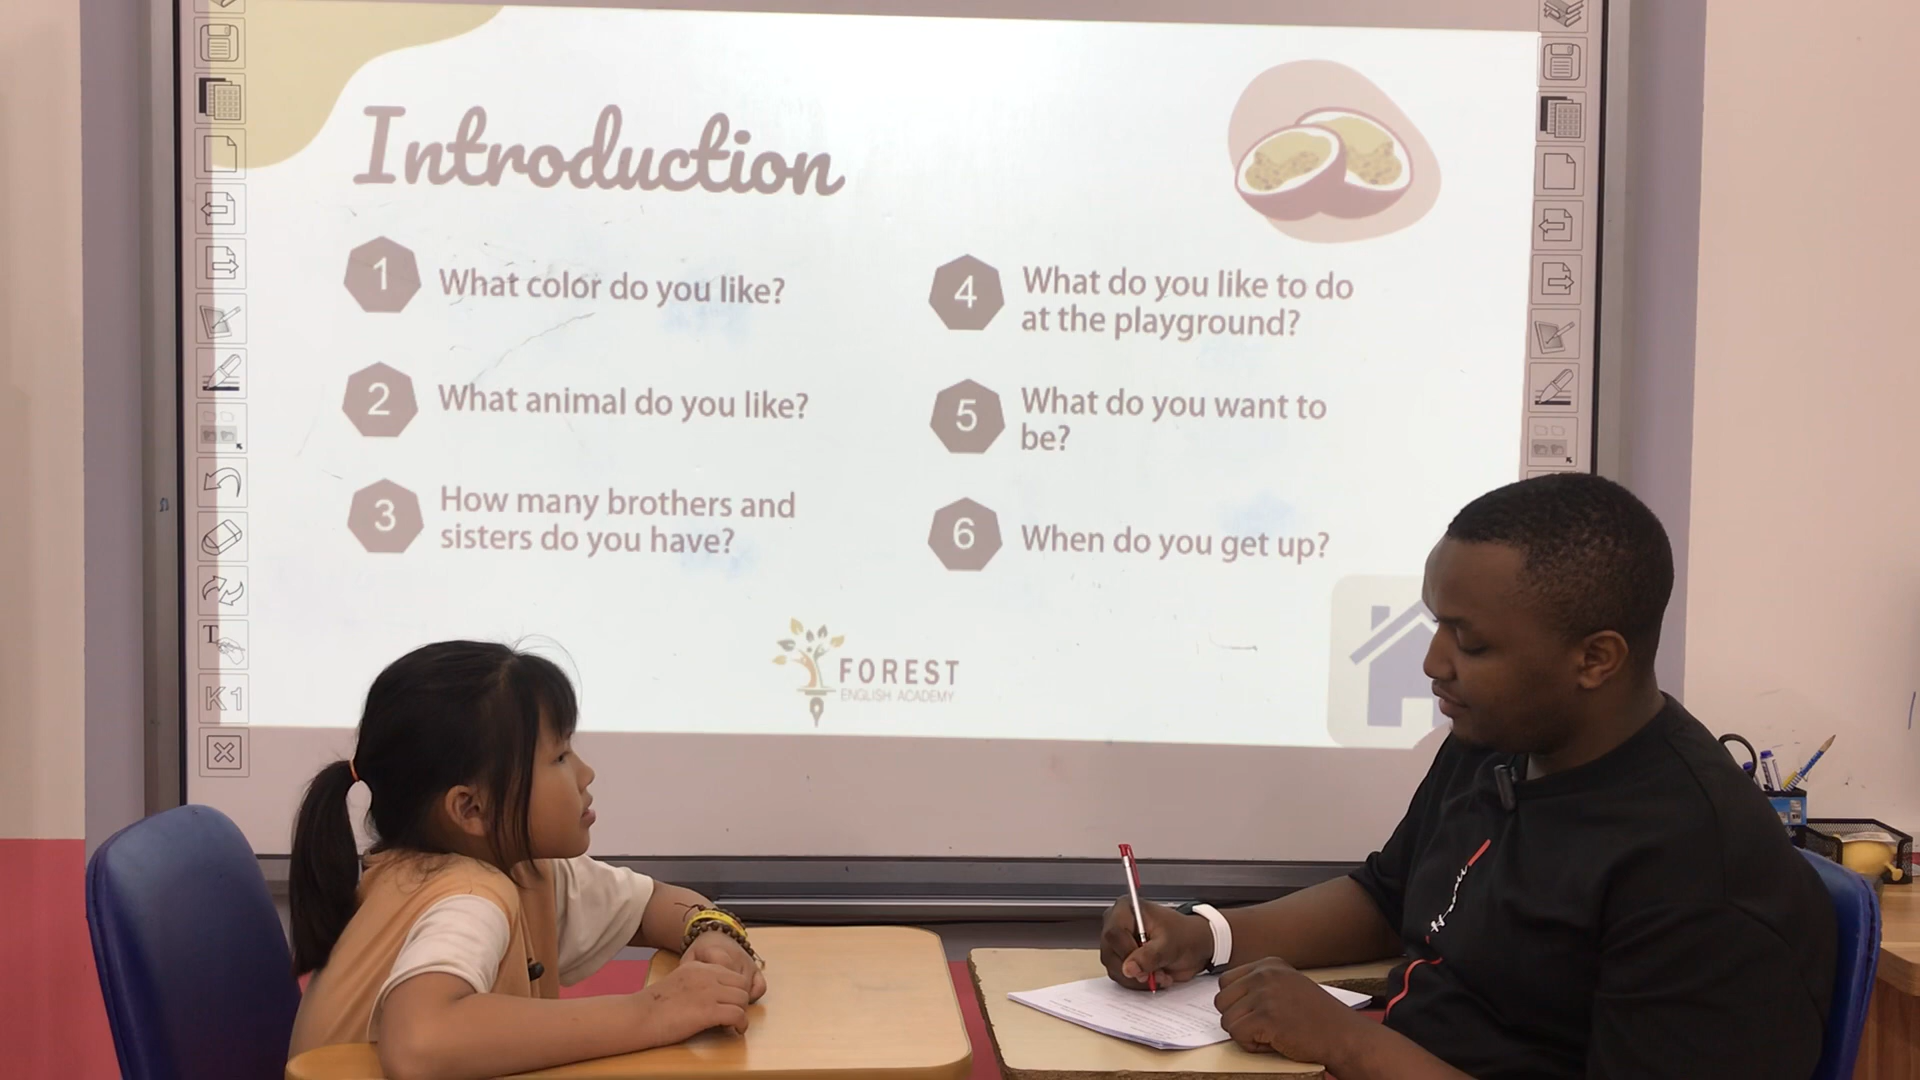 Introduction
1
What color do you like?
2
What animal do you like?
3
How many brothers and
sisters do you have?
4
What do you like to do
at the playground?
5
What do you want to
be?
6
When do you get up?
FOREST
ENGLISH ACADEMY
T
K1